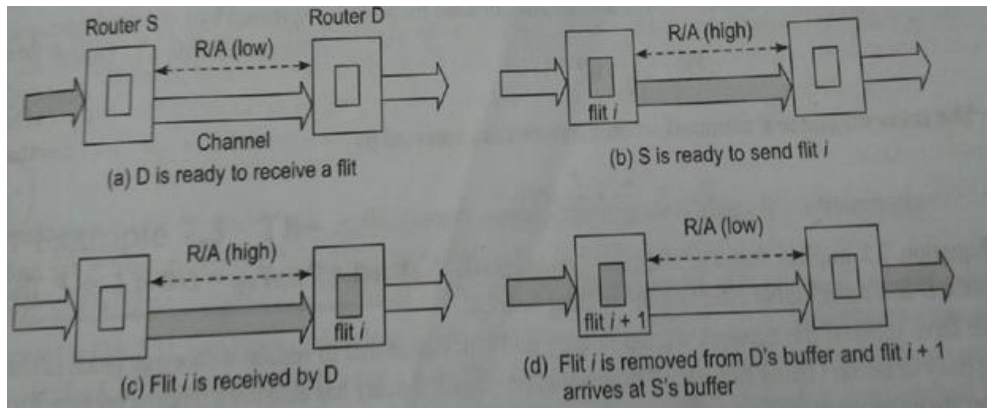 Router S
Router D
R/A (low)
Channel
(a) D is ready to receive a flit
R/A (high)
flit i
(b) S is ready to send flit i
R/A (high)
flit i
(c) Flit i is received by D
R/A (low)
flit i + 1
(d) Flit i is removed from D's buffer and flit i + 1
arrives at S's buffer